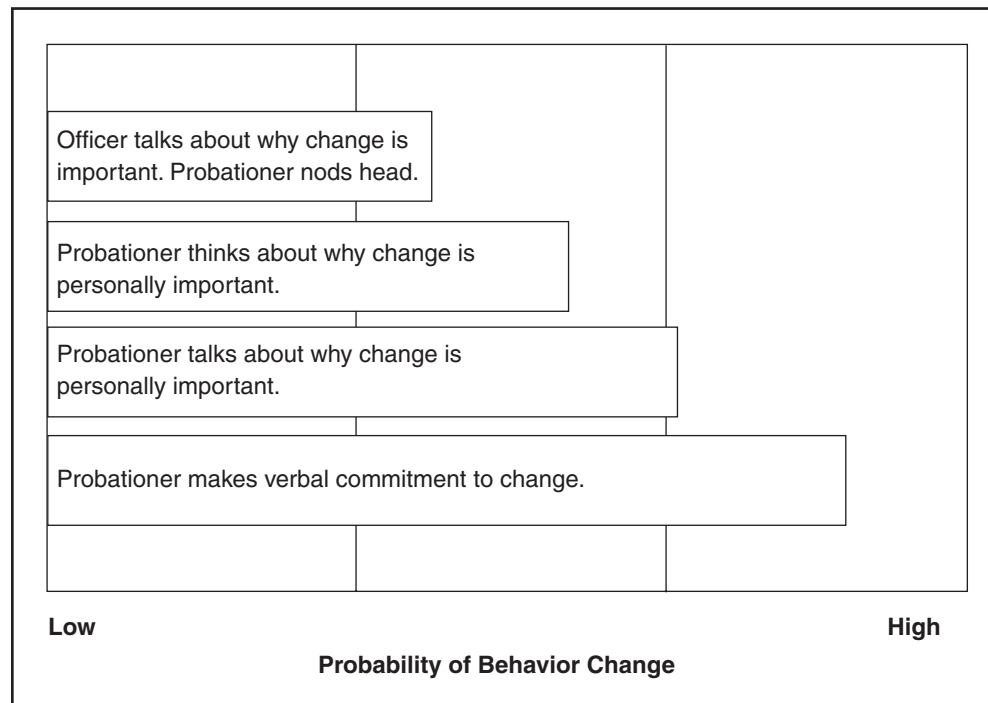 Officer talks about why change is
important. Probationer nods head.
Probationer thinks about why change is
personally important.
Probationer talks about why change is
personally important.
Probationer makes verbal commitment to change.
Low
High
Probability of Behavior Change